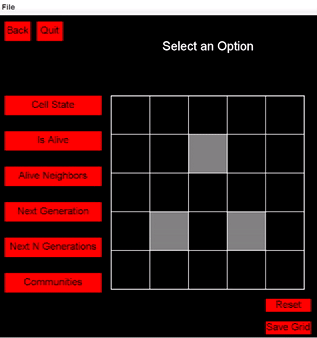 File
Back Quit
Select an Option
Cell State
Is Alive
Alive Neighbors
Next Generation
Next N Generations
Communities
Reset
Save Grid